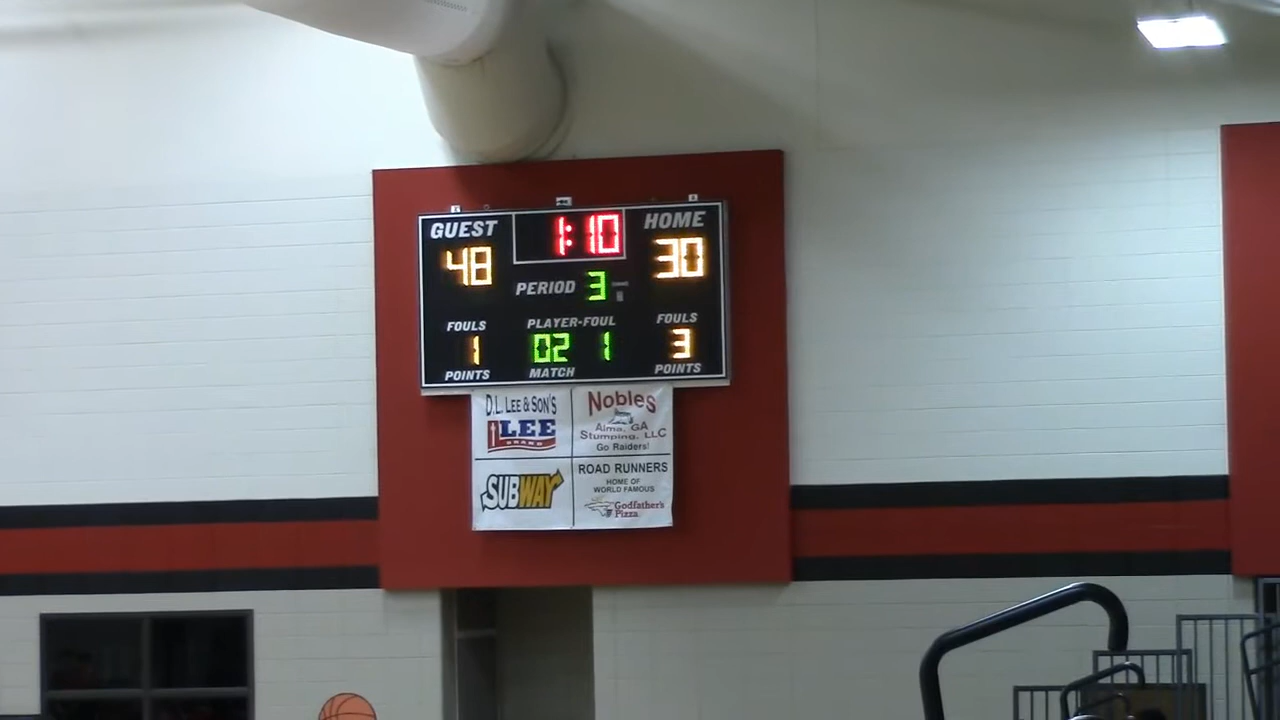 GUEST 1:10 HOME
48 30
PERIOD 3
FOULS PLAYER-FOUL FOULS
1 02 1 3
POINTS MATCH POINTS
D.L. LEE & SON'S
LEE
BRAND
Nobles
Alma, GA
Stumping, LLC
Go Raiders!
SUBWAY
ROAD RUNNERS
HOME OF
WORLD FAMOUS
Godfather's
Pizza